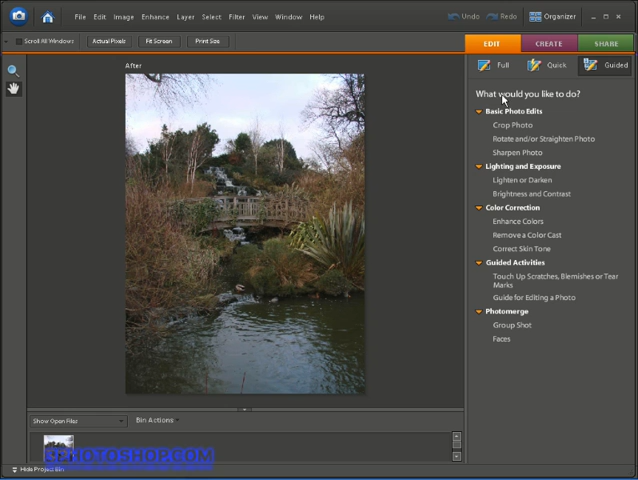 File Edit Image Enhance Layer Select Filter View Window Help Undo Redo Organizer
Scroll All Windows Actual Pixels Fit Screen Print Size EDIT CREATE SHARE
Full Quick Guided
After
What would you like to do?
Basic Photo Edits
Crop Photo
Rotate and/or Straighten Photo
Sharpen Photo
Lighting and Exposure
Lighten or Darken
Brightness and Contrast
Color Correction
Enhance Colors
Remove a Color Cast
Correct Skin Tone
Guided Activities
Touch Up Scratches, Blemishes or Tear
Marks
Guide for Editing a Photo
Photomerge
Group Shot
Faces
Show Open Files Bin Actions
Hide Project Bin